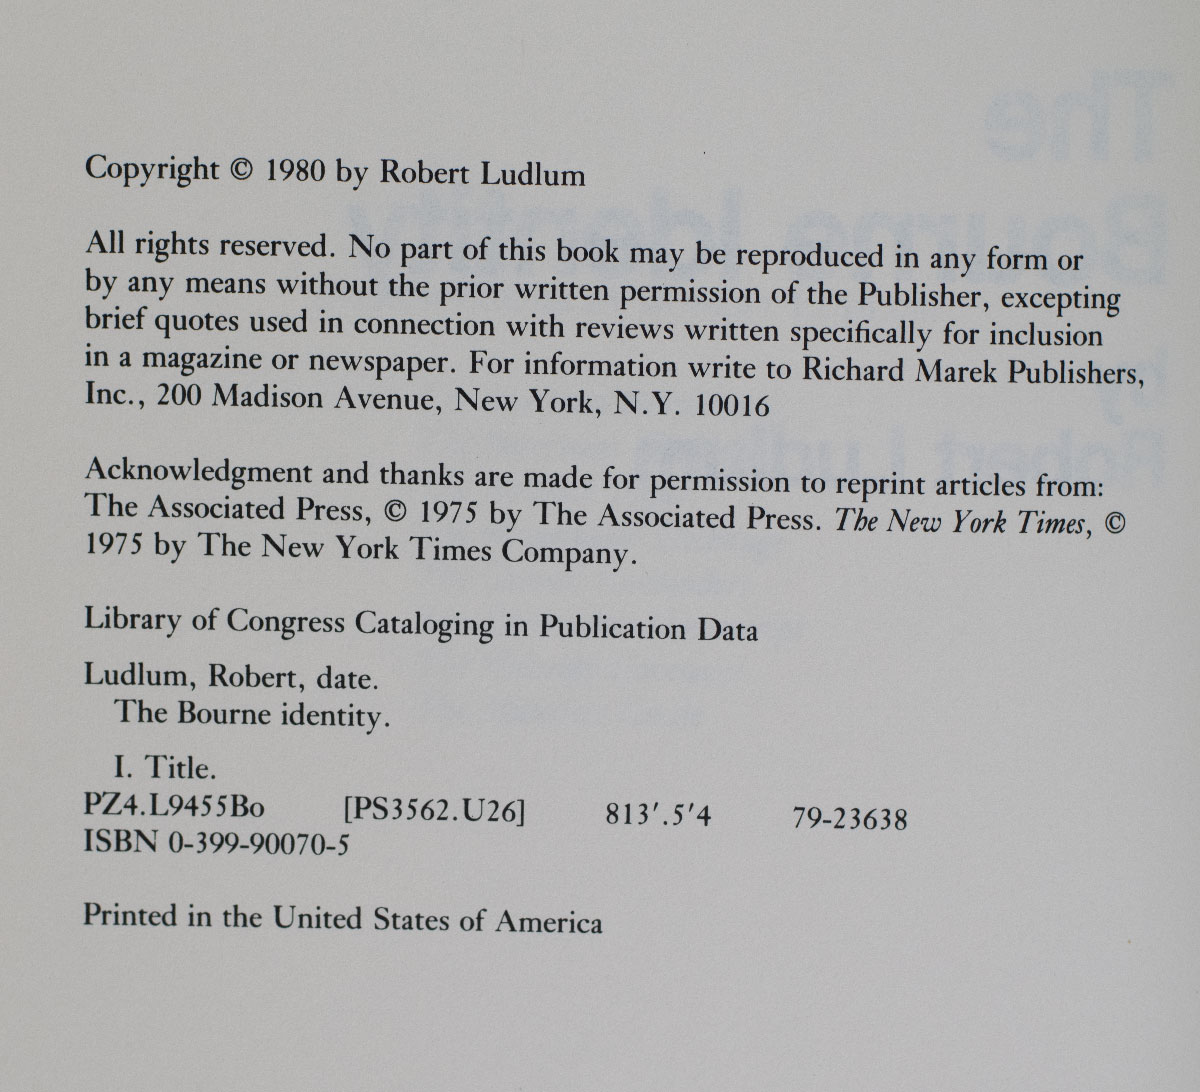 Copyright © 1980 by Robert Ludlum
All rights reserved. No part of this book may be reproduced in any form or
by any means without the prior written permission of the Publisher, excepting
brief quotes used in connection with reviews written specifically for inclusion
in a magazine or newspaper. For information write to Richard Marek Publishers,
Inc., 200 Madison Avenue, New York, N.Y. 10016
Acknowledgment and thanks are made for permission to reprint articles from:
The Associated Press, © 1975 by The Associated Press. The New York Times, ©
1975 by The New York Times Company.
Library of Congress Cataloging in Publication Data
Ludlum, Robert, date.
The Bourne identity.
I. Title.
PZ4.L9455Bo [PS3562.U26] 813′.5′4 79-23638
ISBN 0-399-90070-5
Printed in the United States of America